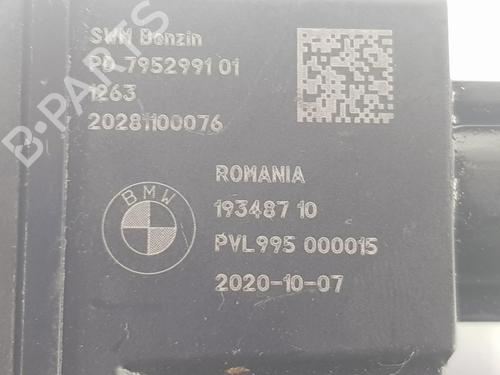 SWM Benzin
PD-7952991 01
1263
20281100076
ROMANIA
BMW
193487 10
PVL995 000015
2020-10-07
B-PARTS